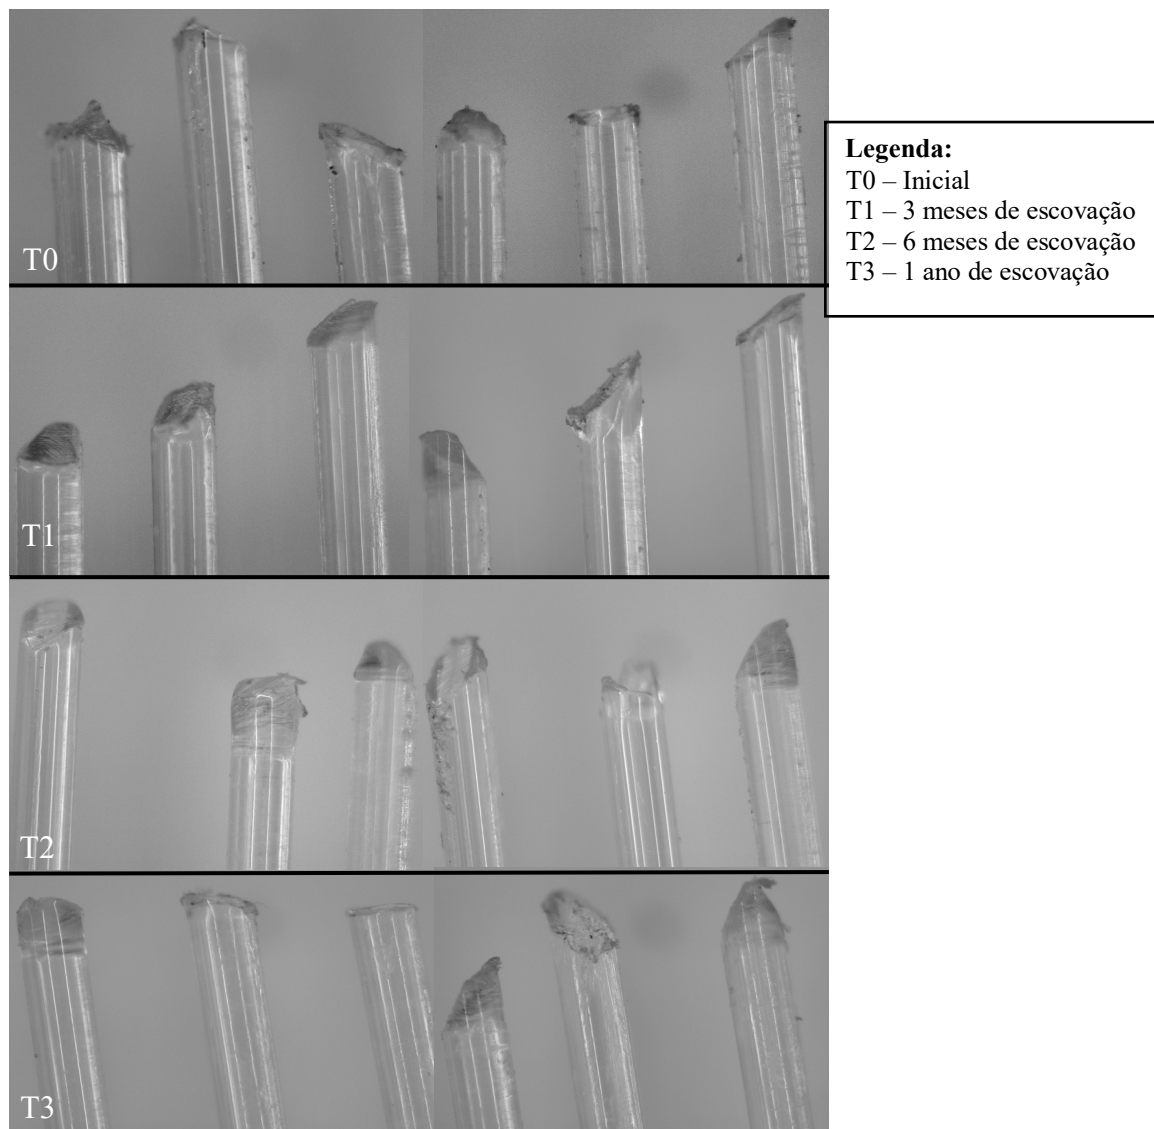 T0
Legenda:
T0 – Inicial
T1 – 3 meses de escovação
T2 – 6 meses de escovação
T3 – 1 ano de escovação
T1
T2
T3